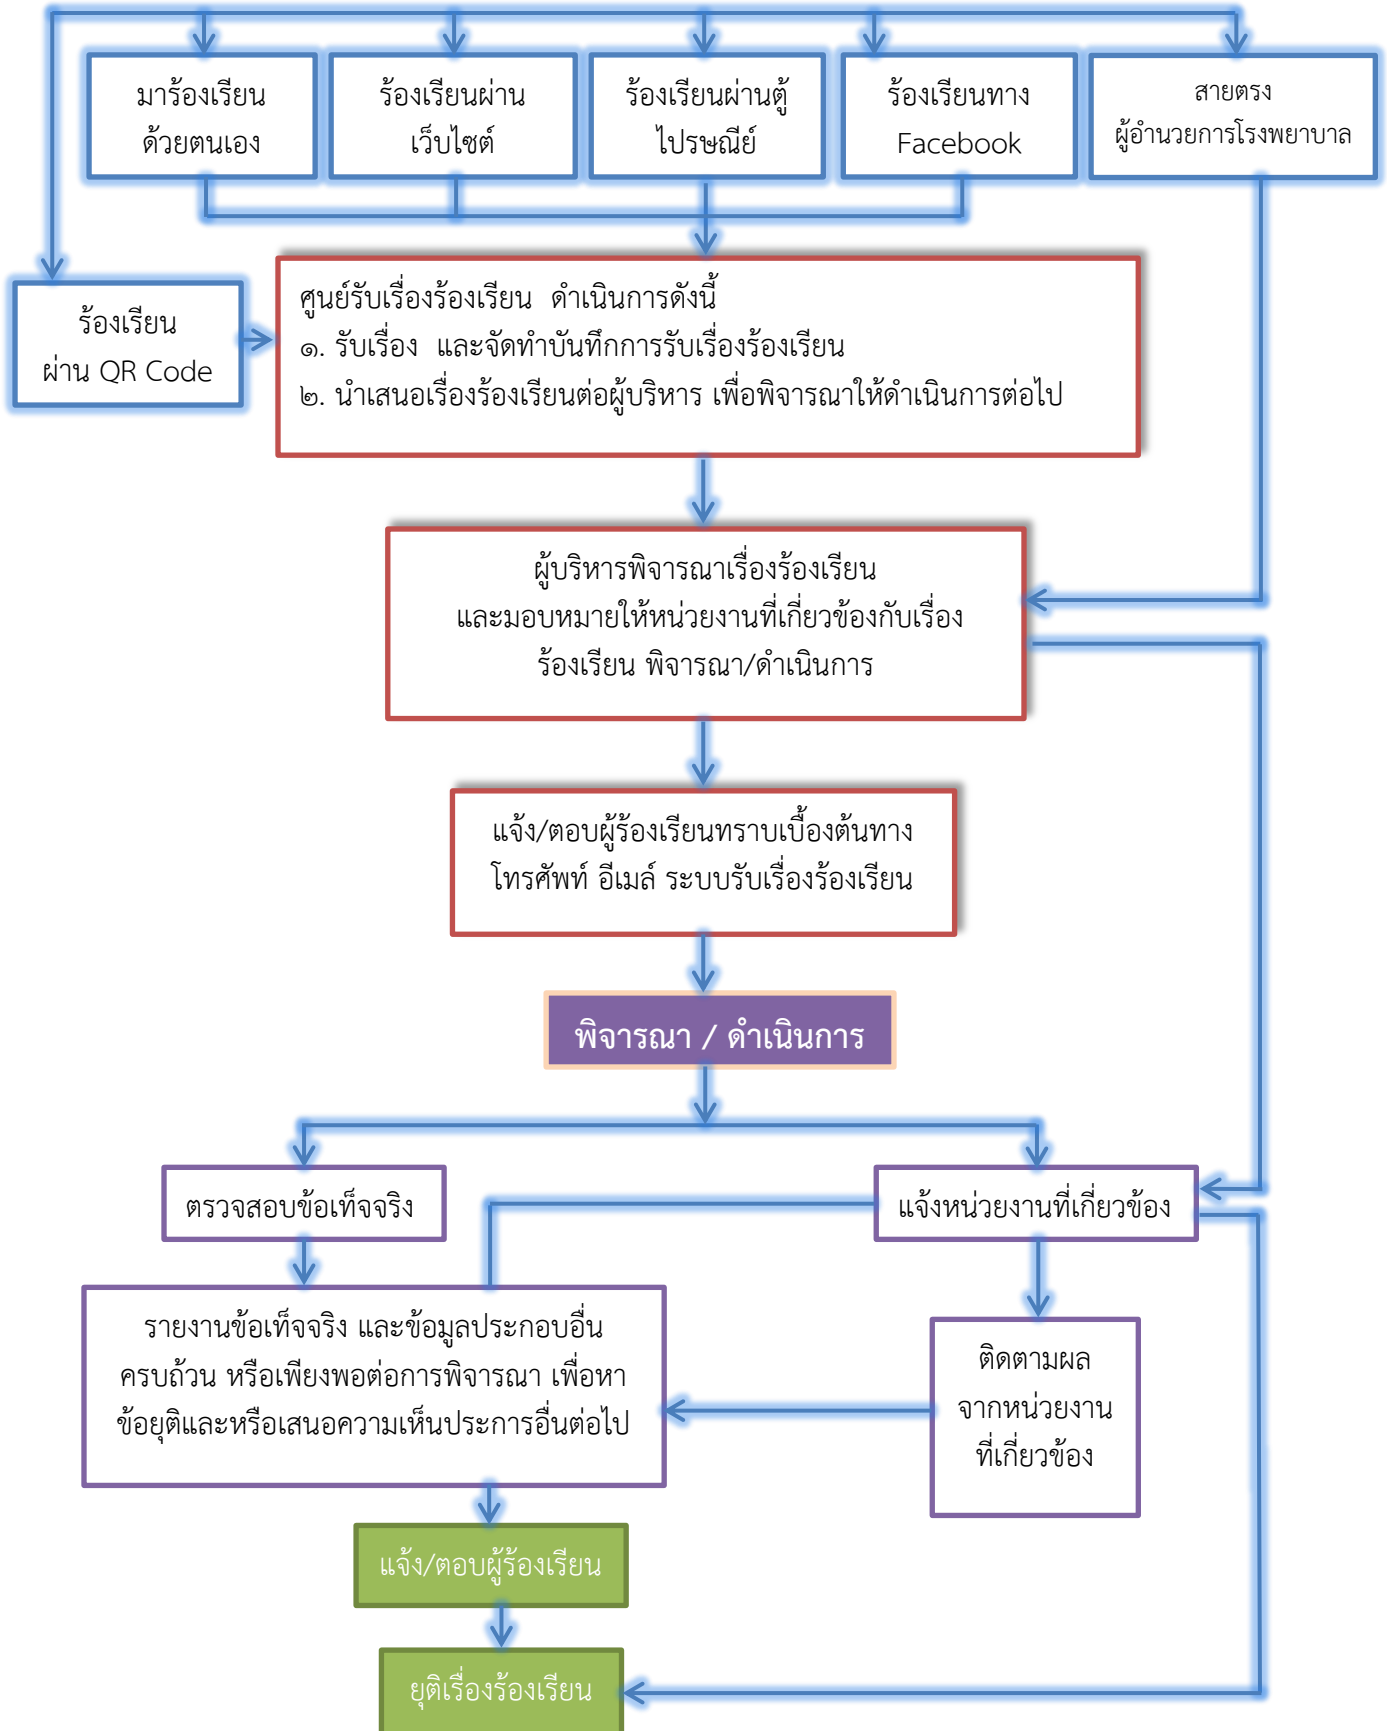 มาร้องเรียน
ด้วยตนเอง
ร้องเรียนผ่าน
เว็บไซต์
ร้องเรียนผ่านตู้
ไปรษณีย์
ร้องเรียนทาง
Facebook
สายตรง
ผู้อำนวยการโรงพยาบาล
ร้องเรียน
ผ่าน QR Code
ศูนย์รับเรื่องร้องเรียน ดำเนินการดังนี้
๑. รับเรื่อง และจัดทำบันทึกการรับเรื่องร้องเรียน
๒. นำเสนอเรื่องร้องเรียนต่อผู้บริหาร เพื่อพิจารณาให้ดำเนินการต่อไป
ผู้บริหารพิจารณาเรื่องร้องเรียน
และมอบหมายให้หน่วยงานที่เกี่ยวข้องกับเรื่อง
ร้องเรียน พิจารณา/ดำเนินการ
แจ้ง/ตอบผู้ร้องเรียนทราบเบื้องต้นทาง
โทรศัพท์ อีเมล์ ระบบรับเรื่องร้องเรียน
พิจารณา / ดำเนินการ
ตรวจสอบข้อเท็จจริง
แจ้งหน่วยงานที่เกี่ยวข้อง
รายงานข้อเท็จจริง และข้อมูลประกอบอื่น
ครบถ้วน หรือเพียงพอต่อการพิจารณา เพื่อหา
ข้อยุติและหรือเสนอความเห็นประการอื่นต่อไป
ติดตามผล
จากหน่วยงาน
ที่เกี่ยวข้อง
แจ้ง/ตอบผู้ร้องเรียน
ยุติเรื่องร้องเรียน